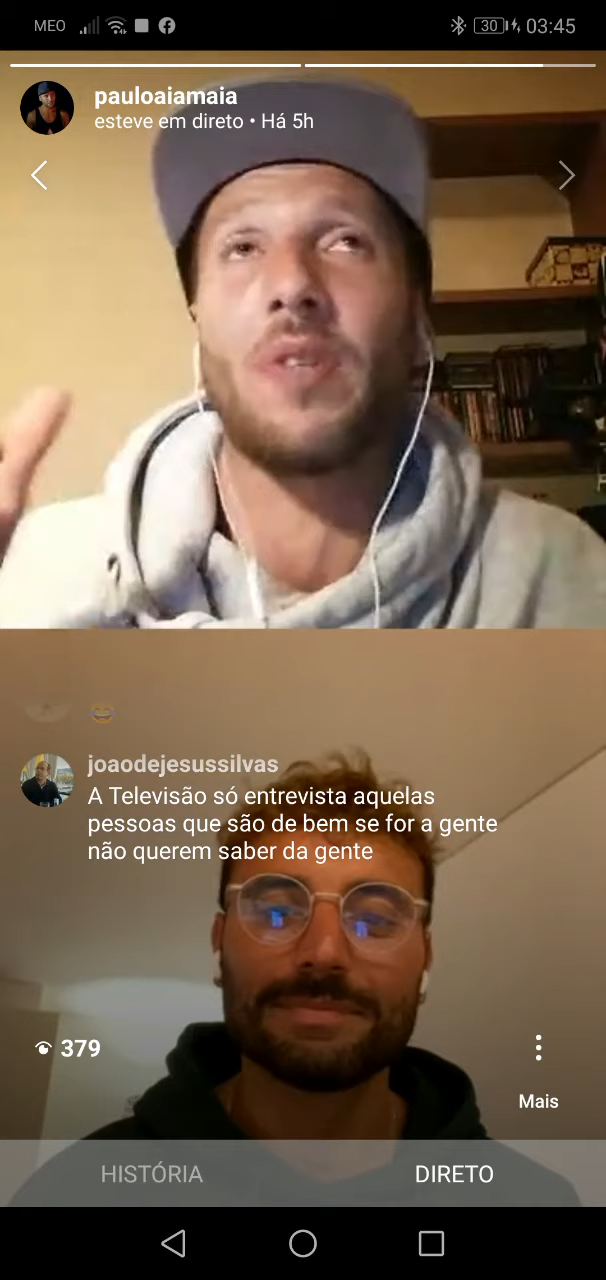 MEO
30
03:45
pauloaiamaia
esteve em direto • Há 5h
joaodejesussilvas
A Televisão só entrevista aquelas
pessoas que são de bem se for a gente
não querem saber da gente
379
Mais
HISTÓRIA
DIRETO